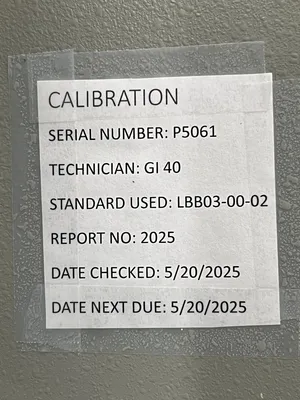 CALIBRATION
SERIAL NUMBER: P5061
TECHNICIAN: GI 40
STANDARD USED: LBB03-00-02
REPORT NO: 2025
DATE CHECKED: 5/20/2025
DATE NEXT DUE: 5/20/2025